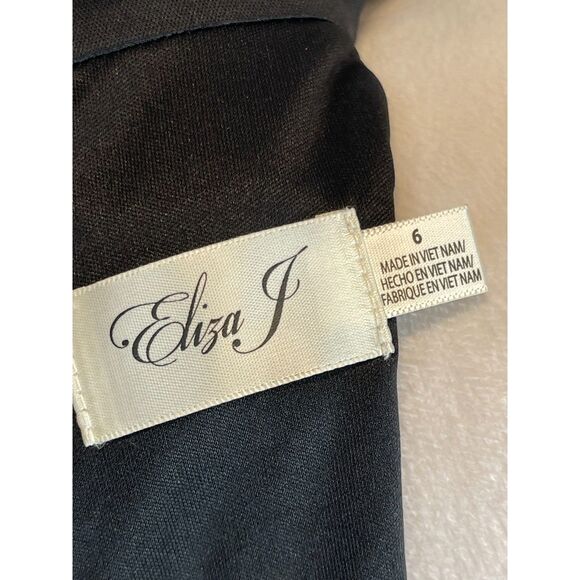 Eliza J
6
MADE IN VIET NAM/
HECHO EN VIET NAM/
FABRIQUE EN VIET NAM